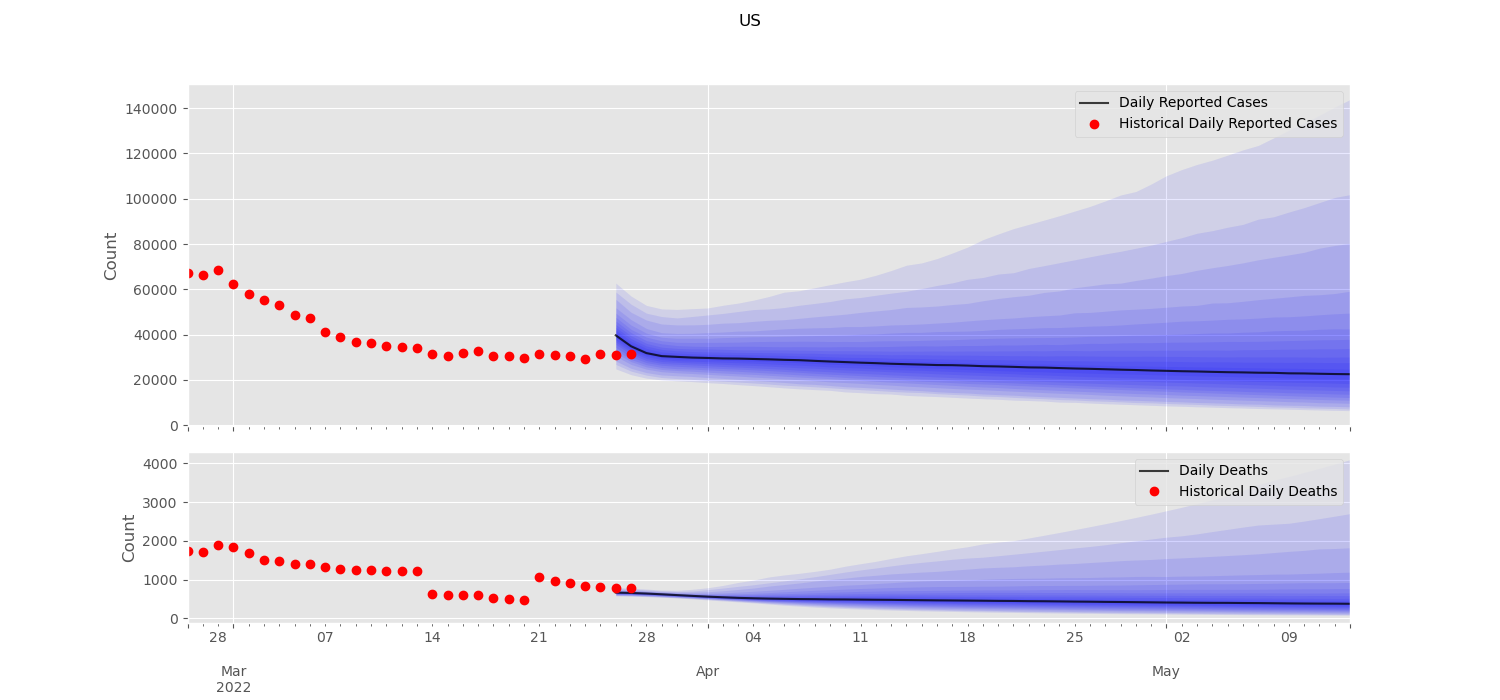 US
Count
140000
120000
100000
80000
60000
40000
20000
0
Daily Reported Cases
Historical Daily Reported Cases
Count
4000
3000
2000
1000
0
Daily Deaths
Historical Daily Deaths
28 07 14 21 28 04 11 18 25 02 09
Mar Apr May
2022